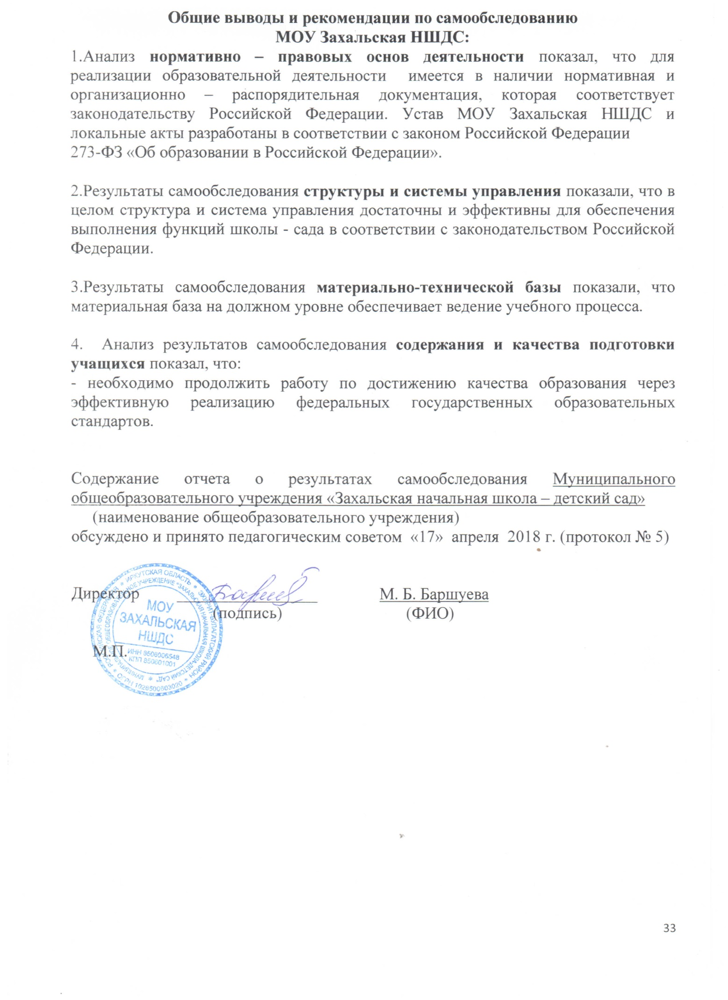 Общие выводы и рекомендации по самообследованию
МОУ Захальская НШДС:
1.Анализ нормативно – правовых основ деятельности показал, что для
реализации образовательной деятельности имеется в наличии нормативная и
организационно – распорядительная документация, которая соответствует
законодательству Российской Федерации. Устав МОУ Захальская НШДС и
локальные акты разработаны в соответствии с законом Российской Федерации
273-ФЗ «Об образовании в Российской Федерации».
2.Результаты самообследования структуры и системы управления показали, что в
целом структура и система управления достаточны и эффективны для обеспечения
выполнения функций школы - сада в соответствии с законодательством Российской
Федерации.
3.Результаты самообследования материально-технической базы показали, что
материальная база на должном уровне обеспечивает ведение учебного процесса.
4. Анализ результатов самообследования содержания и качества подготовки
учащихся показал, что:
- необходимо продолжить работу по достижению качества образования через
эффективную реализацию федеральных государственных образовательных
стандартов.
Содержание отчета о результатах самообследования Муниципального
общеобразовательного учреждения «Захальская начальная школа – детский сад»
(наименование общеобразовательного учреждения)
обсуждено и принято педагогическим советом «17» апреля 2018 г. (протокол № 5)
Директор М. Б. Баршуева
(подпись) (ФИО)
М.П.
РОССИЙСКАЯ ФЕДЕРАЦИЯ * ИРКУТСКАЯ ОБЛАСТЬ * ЭХИРИТ-БУЛАГАТСКИЙ РАЙОН * ОГРН 1028500603020 *
МУНИЦИПАЛЬНОЕ ОБЩЕОБРАЗОВАТЕЛЬНОЕ УЧРЕЖДЕНИЕ "ЗАХАЛЬСКАЯ НАЧАЛЬНАЯ ШКОЛА-ДЕТСКИЙ САД" *
МОУ
ЗАХАЛЬСКАЯ
НШДС
ИНН 8506006548
КПП 850601001
33